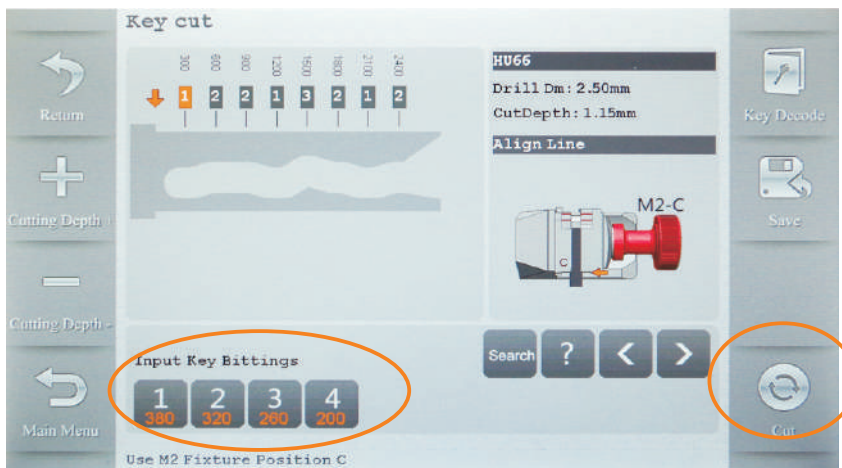 Key cut
Return
Cutting Depth +
Cutting Depth -
Main Menu
300 600 900 1200 1500 1800 2100 2400
1 2 2 1 3 2 1 2
HU66
Drill Dm: 2.50mm
CutDepth: 1.15mm
Align Line
M2-C
C
Input Key Bittings
1 2 3 4
380 320 260 200
Search ? < >
Use M2 Fixture Position C
Key Decode
Save
Cut